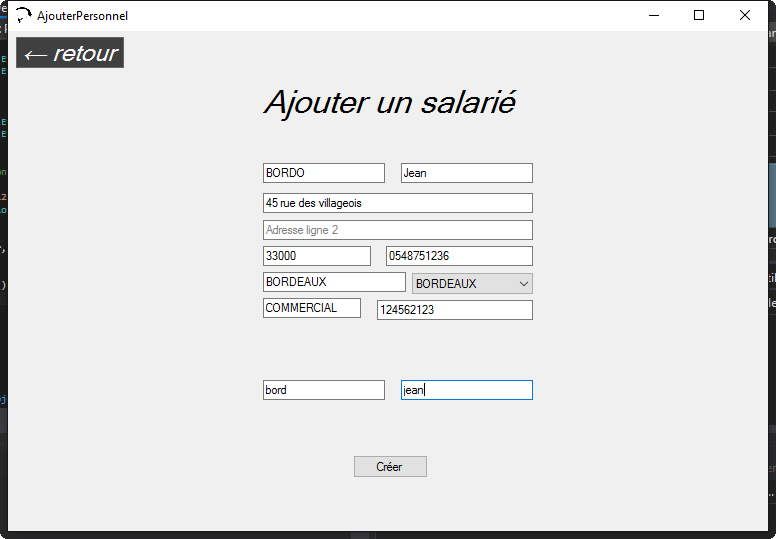 AjouterPersonnel
← retour
Ajouter un salarié
BORDO Jean
45 rue des villageois
Adresse ligne 2
33000 0548751236
BORDEAUX BORDEAUX
COMMERCIAL 124562123
bord jean
Créer